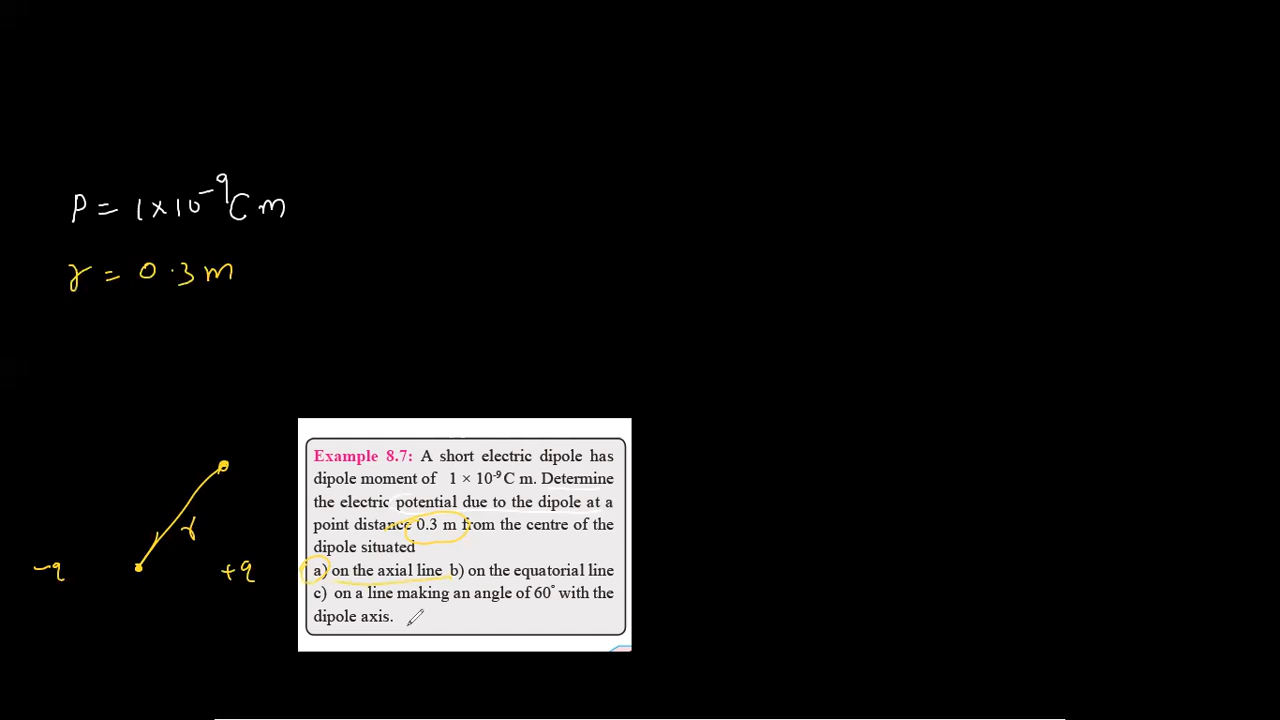 P = 1 × 10⁻⁹ C m
r = 0.3 m
r
-q
+q
Example 8.7: A short electric dipole has
dipole moment of 1 × 10⁻⁹ C m. Determine
the electric potential due to the dipole at a
point distance 0.3 m from the centre of the
dipole situated
a) on the axial line b) on the equatorial line
c) on a line making an angle of 60° with the
dipole axis.